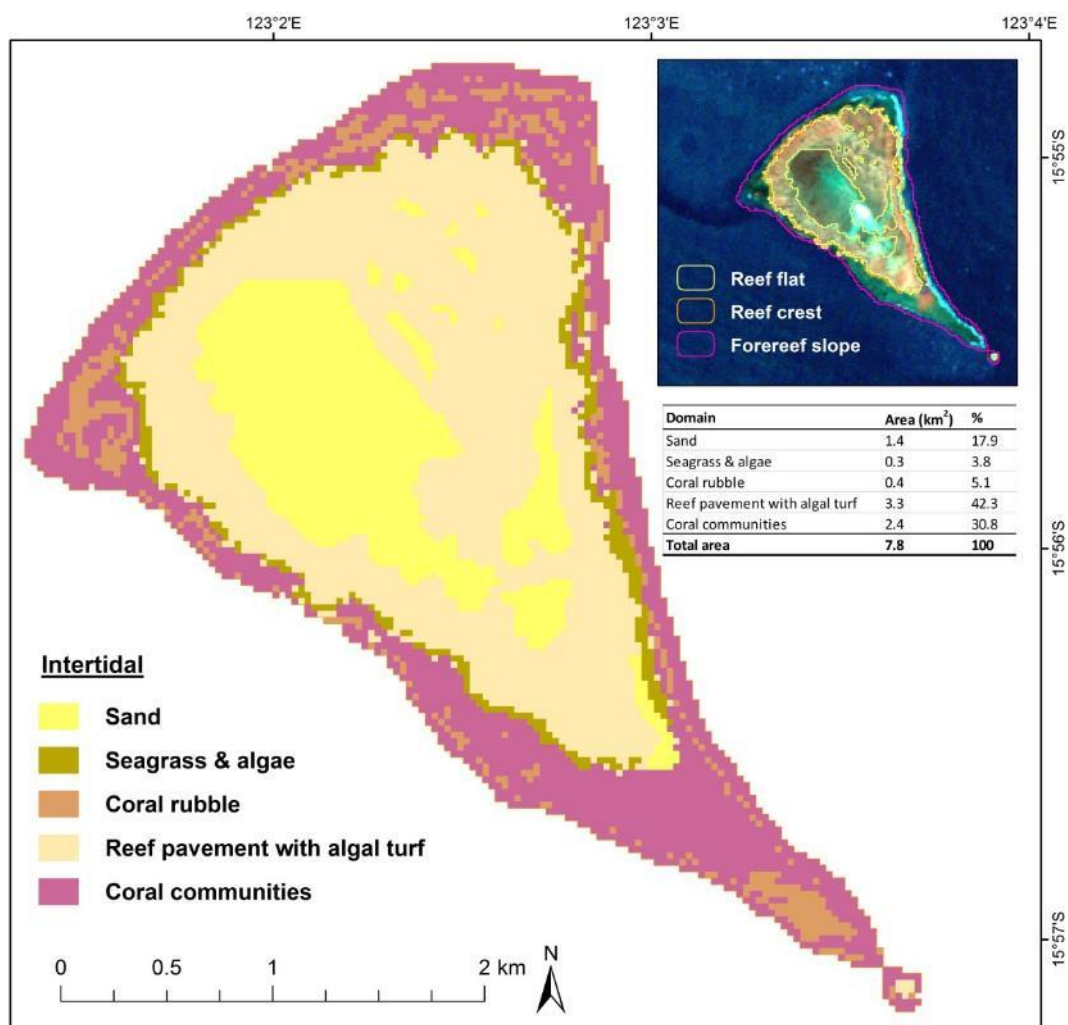 123°2'E 123°3'E 123°4'E
15°55'S
Reef flat
Reef crest
Forereef slope
Domain Area (km²) %
Sand 1.4 17.9
Seagrass & algae 0.3 3.8
Coral rubble 0.4 5.1
Reef pavement with algal turf 3.3 42.3
Coral communities 2.4 30.8
Total area 7.8 100
15°56'S
Intertidal
Sand
Seagrass & algae
Coral rubble
Reef pavement with algal turf
Coral communities
15°57'S
0 0.5 1 2 km
N